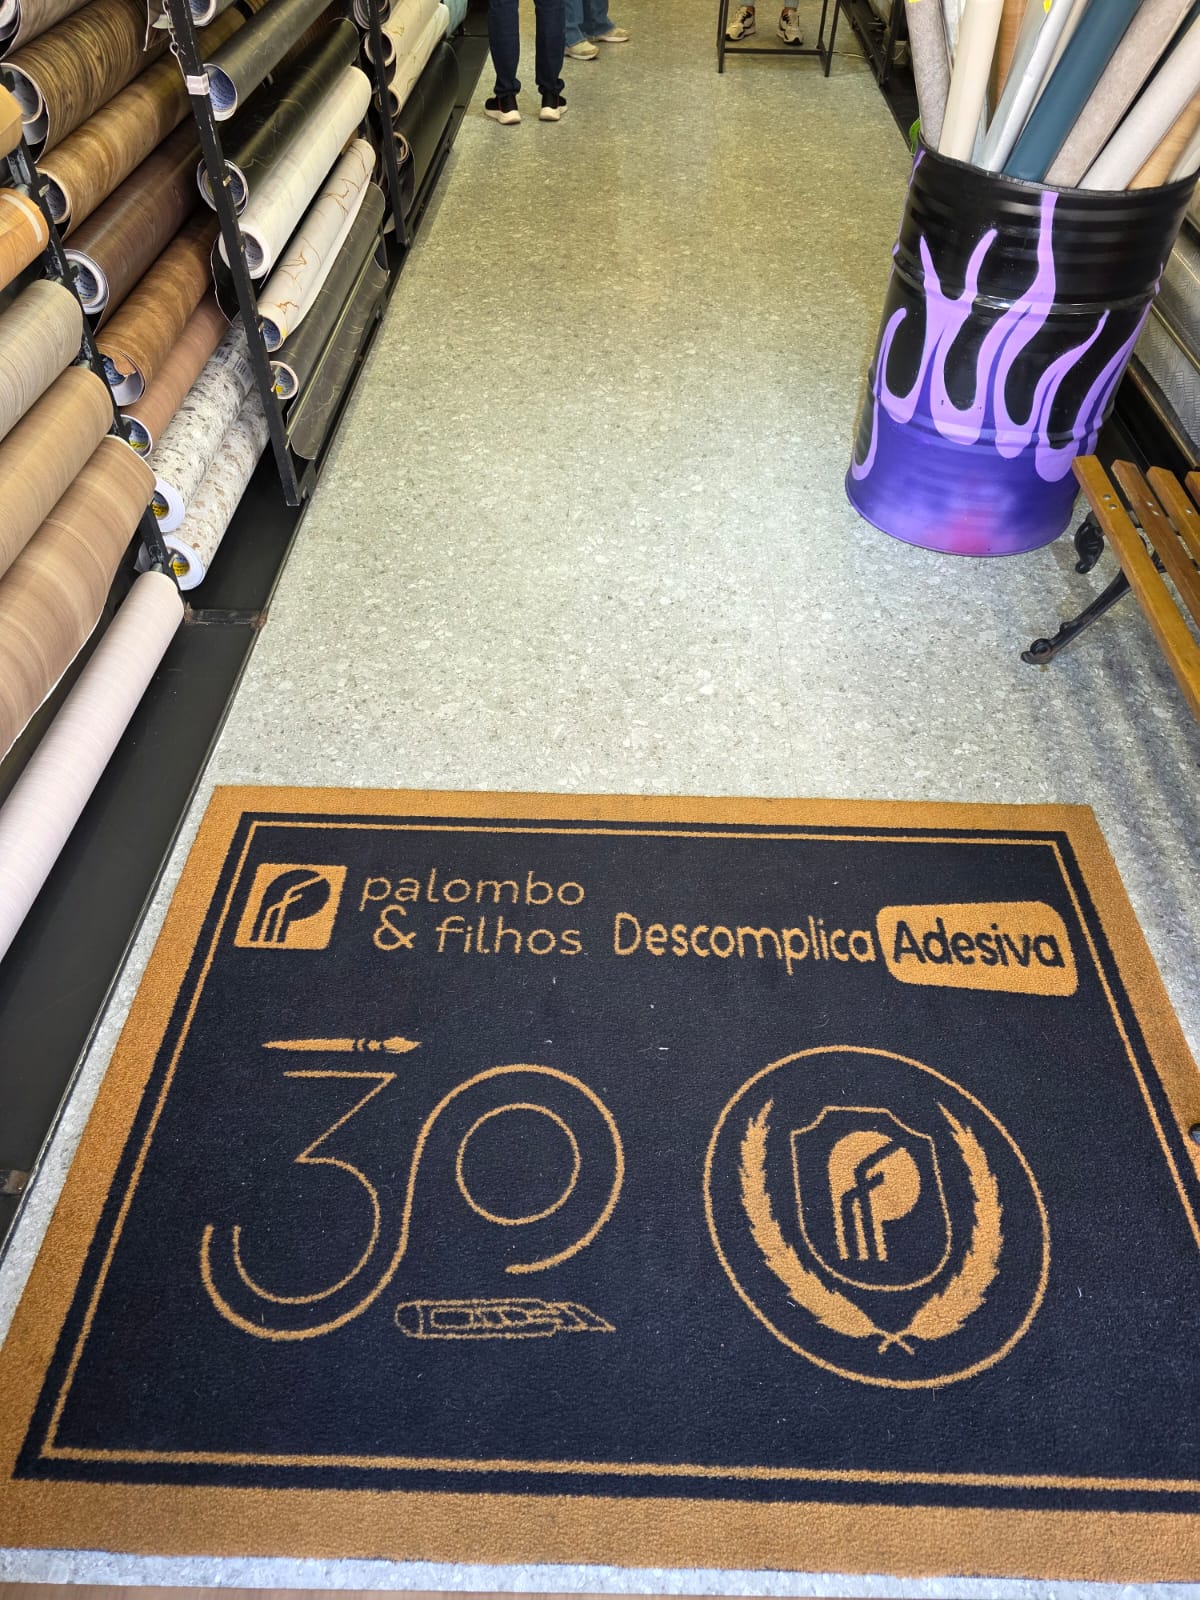 palombo
& filhos
Descomplica Adesiva
30